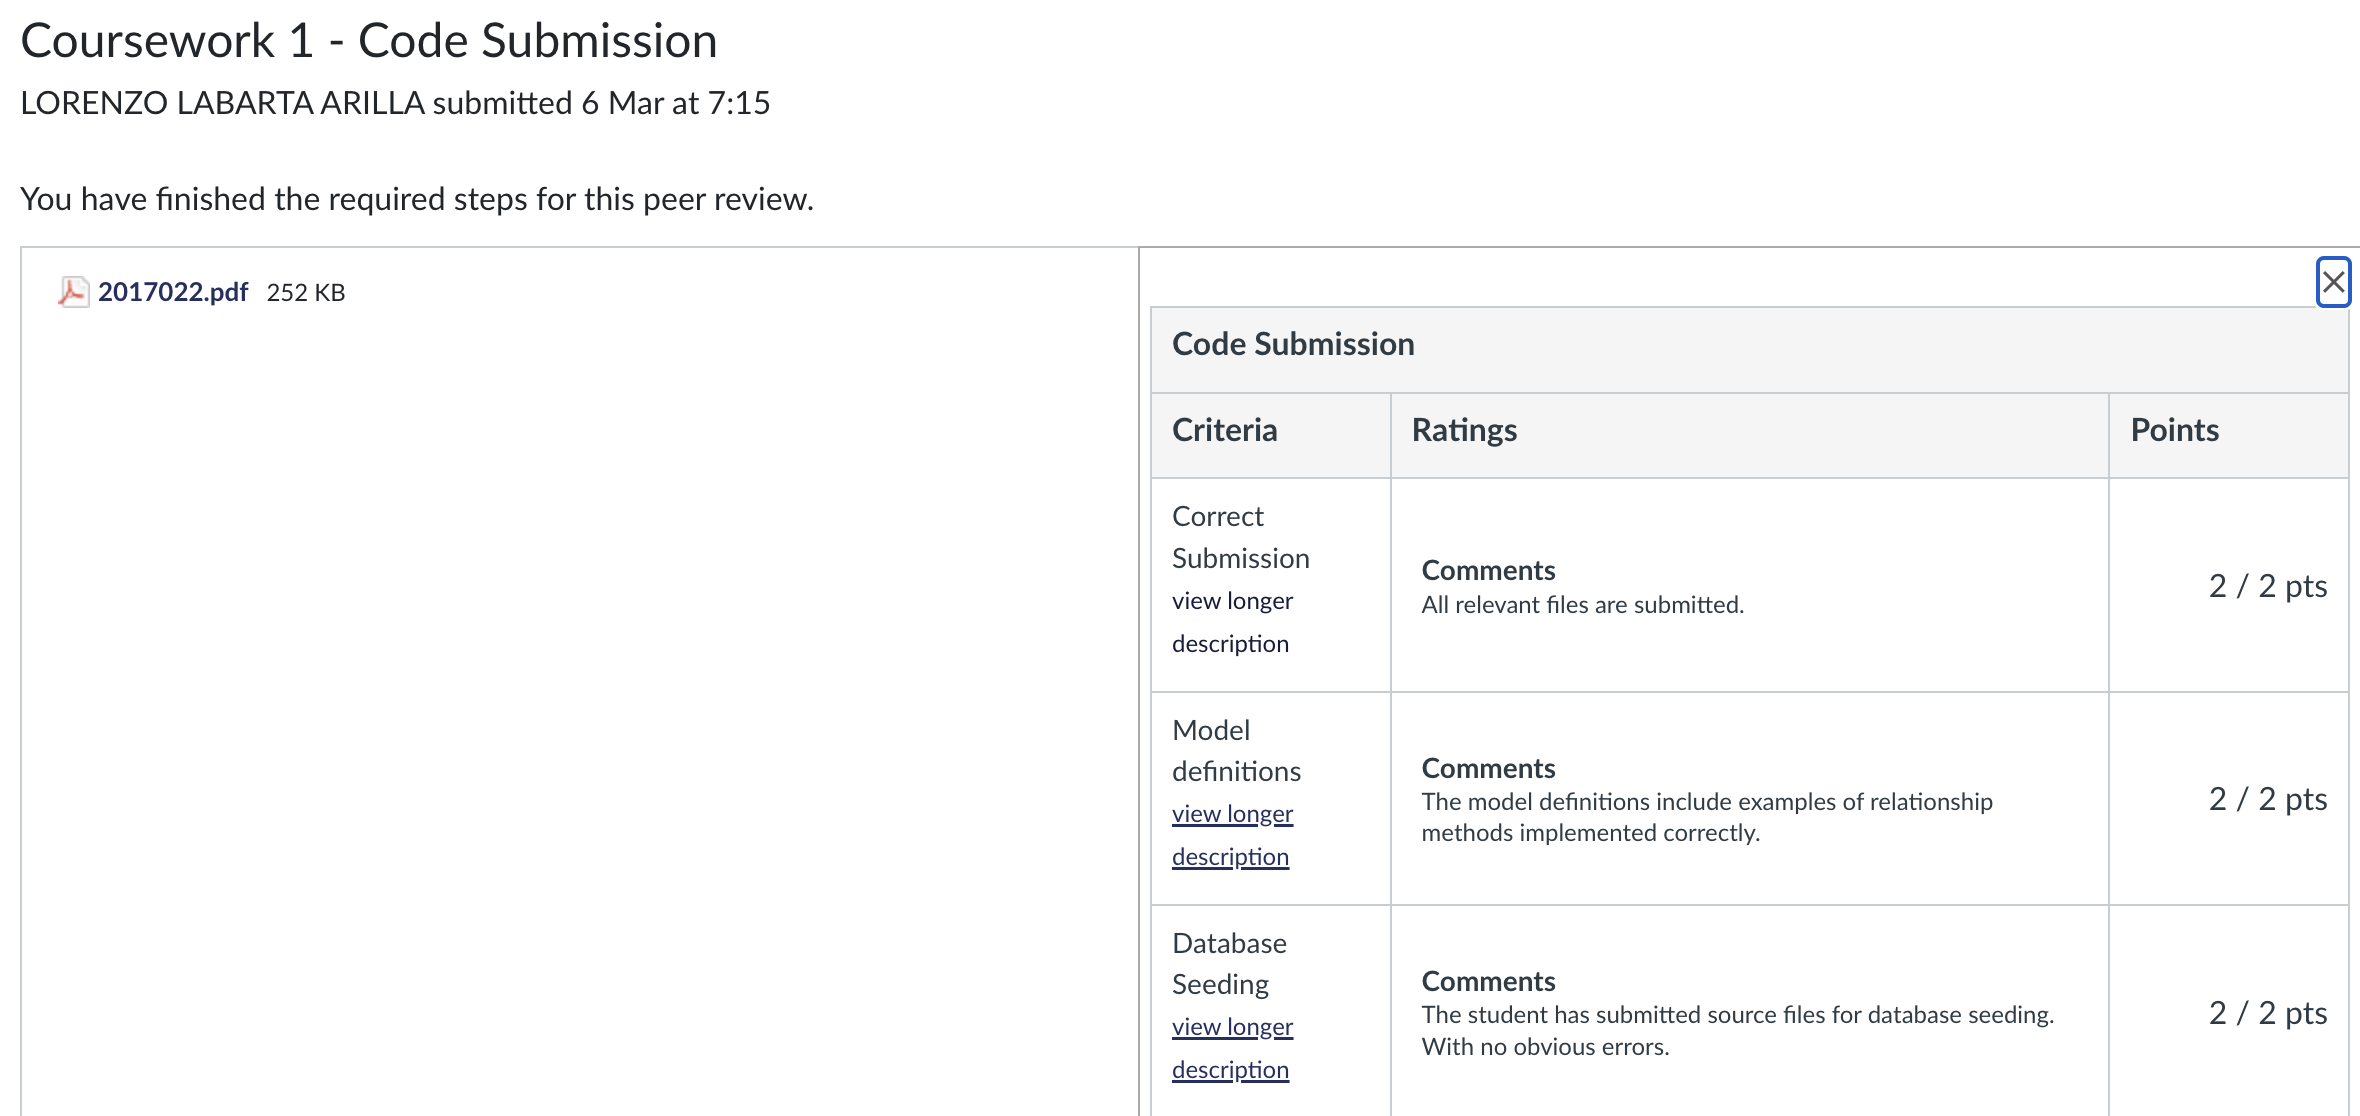 Coursework 1 - Code Submission
LORENZO LABARTA ARILLA submitted 6 Mar at 7:15
You have finished the required steps for this peer review.
2017022.pdf 252 KB
Code Submission
Criteria Ratings Points
Correct
Submission
view longer
description
Comments
All relevant files are submitted.
2 / 2 pts
Model
definitions
view longer
description
Comments
The model definitions include examples of relationship
methods implemented correctly.
2 / 2 pts
Database
Seeding
view longer
description
Comments
The student has submitted source files for database seeding.
With no obvious errors.
2 / 2 pts